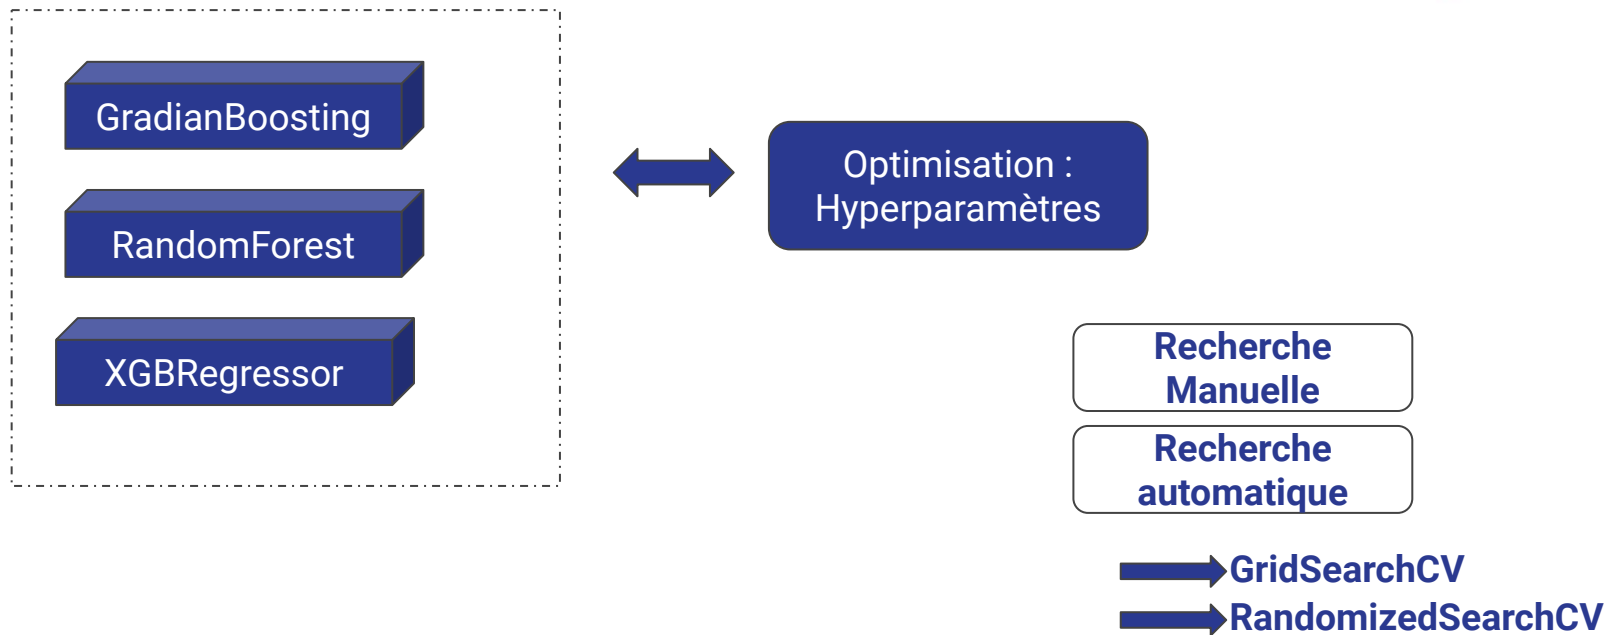 GradianBoosting
RandomForest
XGBRegressor
Optimisation :
Hyperparamètres
Recherche
Manuelle
Recherche
automatique
GridSearchCV
RandomizedSearchCV